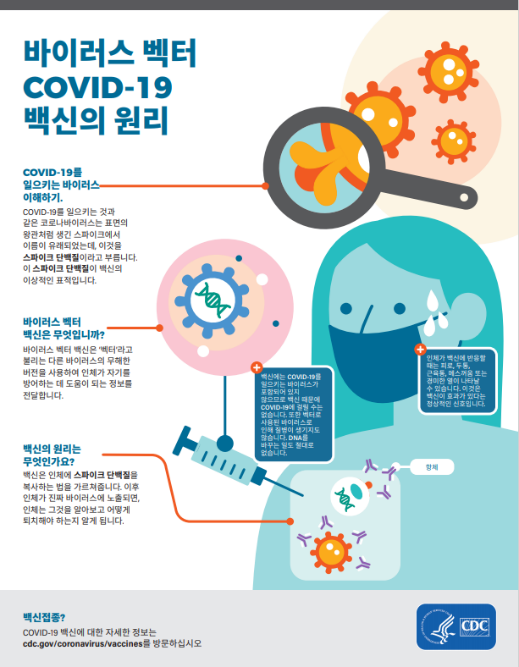 바이러스 벡터
COVID-19
백신의 원리
COVID-19를
일으키는 바이러스
이해하기.
COVID-19를 일으키는 것과
같은 코로나바이러스는 표면의
왕관처럼 생긴 스파이크에서
이름이 유래되었는데, 이것을
스파이크 단백질이라고 부릅니다.
이 스파이크 단백질이 백신의
이상적인 표적입니다.
바이러스 벡터
백신은 무엇입니까?
바이러스 벡터 백신은 '벡터'라고
불리는 다른 바이러스의 무해한
버전을 사용하여 인체가 자기를
방어하는 데 도움이 되는 정보를
전달합니다.
백신에는 COVID-19를
일으키는 바이러스가
포함되어 있지
않으므로 백신 때문에
COVID-19에 걸릴 수는
없습니다. 또한 벡터로
사용된 바이러스로
인해 질병이 생기지도
않습니다. DNA를
바꾸는 일도 절대로
없습니다.
인체가 백신에 반응할
때는 피로, 두통,
근육통, 메스꺼움 또는
경미한 열이 나타날
수 있습니다. 이것은
백신이 효과가 있다는
정상적인 신호입니다.
백신의 원리는
무엇인가요?
백신은 인체에 스파이크 단백질을
복사하는 법을 가르쳐줍니다. 이후
인체가 진짜 바이러스에 노출되면,
인체는 그것을 알아보고 어떻게
퇴치해야 하는지 알게 됩니다.
항체
백신접종?
COVID-19 백신에 대한 자세한 정보는
cdc.gov/coronavirus/vaccines를 방문하십시오
CDC